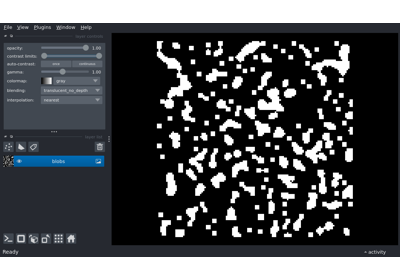 File View Plugins Window Help
opacity: 1.00
contrast limits:
auto-contrast: once continuous
gamma: 1.00
colormap: gray
blending: translucent_no_depth
interpolation: nearest
blobs
Ready
activity